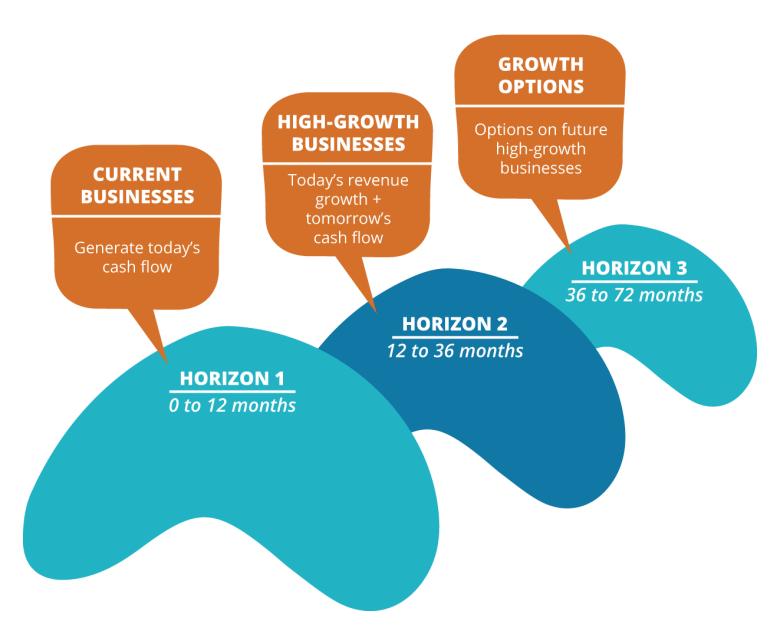 CURRENT
BUSINESSES
Generate today's
cash flow
HORIZON 1
0 to 12 months
HIGH-GROWTH
BUSINESSES
Today's revenue
growth +
tomorrow's
cash flow
HORIZON 2
12 to 36 months
GROWTH
OPTIONS
Options on future
high-growth
businesses
HORIZON 3
36 to 72 months